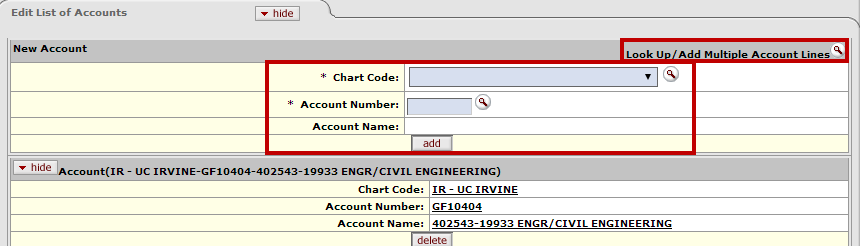 Edit List of Accounts
hide
New Account
Look Up/Add Multiple Account Lines
* Chart Code:
* Account Number:
Account Name:
add
hide Account(IR - UC IRVINE-GF10404-402543-19933 ENGR/CIVIL ENGINEERING)
Chart Code: IR - UC IRVINE
Account Number: GF10404
Account Name: 402543-19933 ENGR/CIVIL ENGINEERING
delete